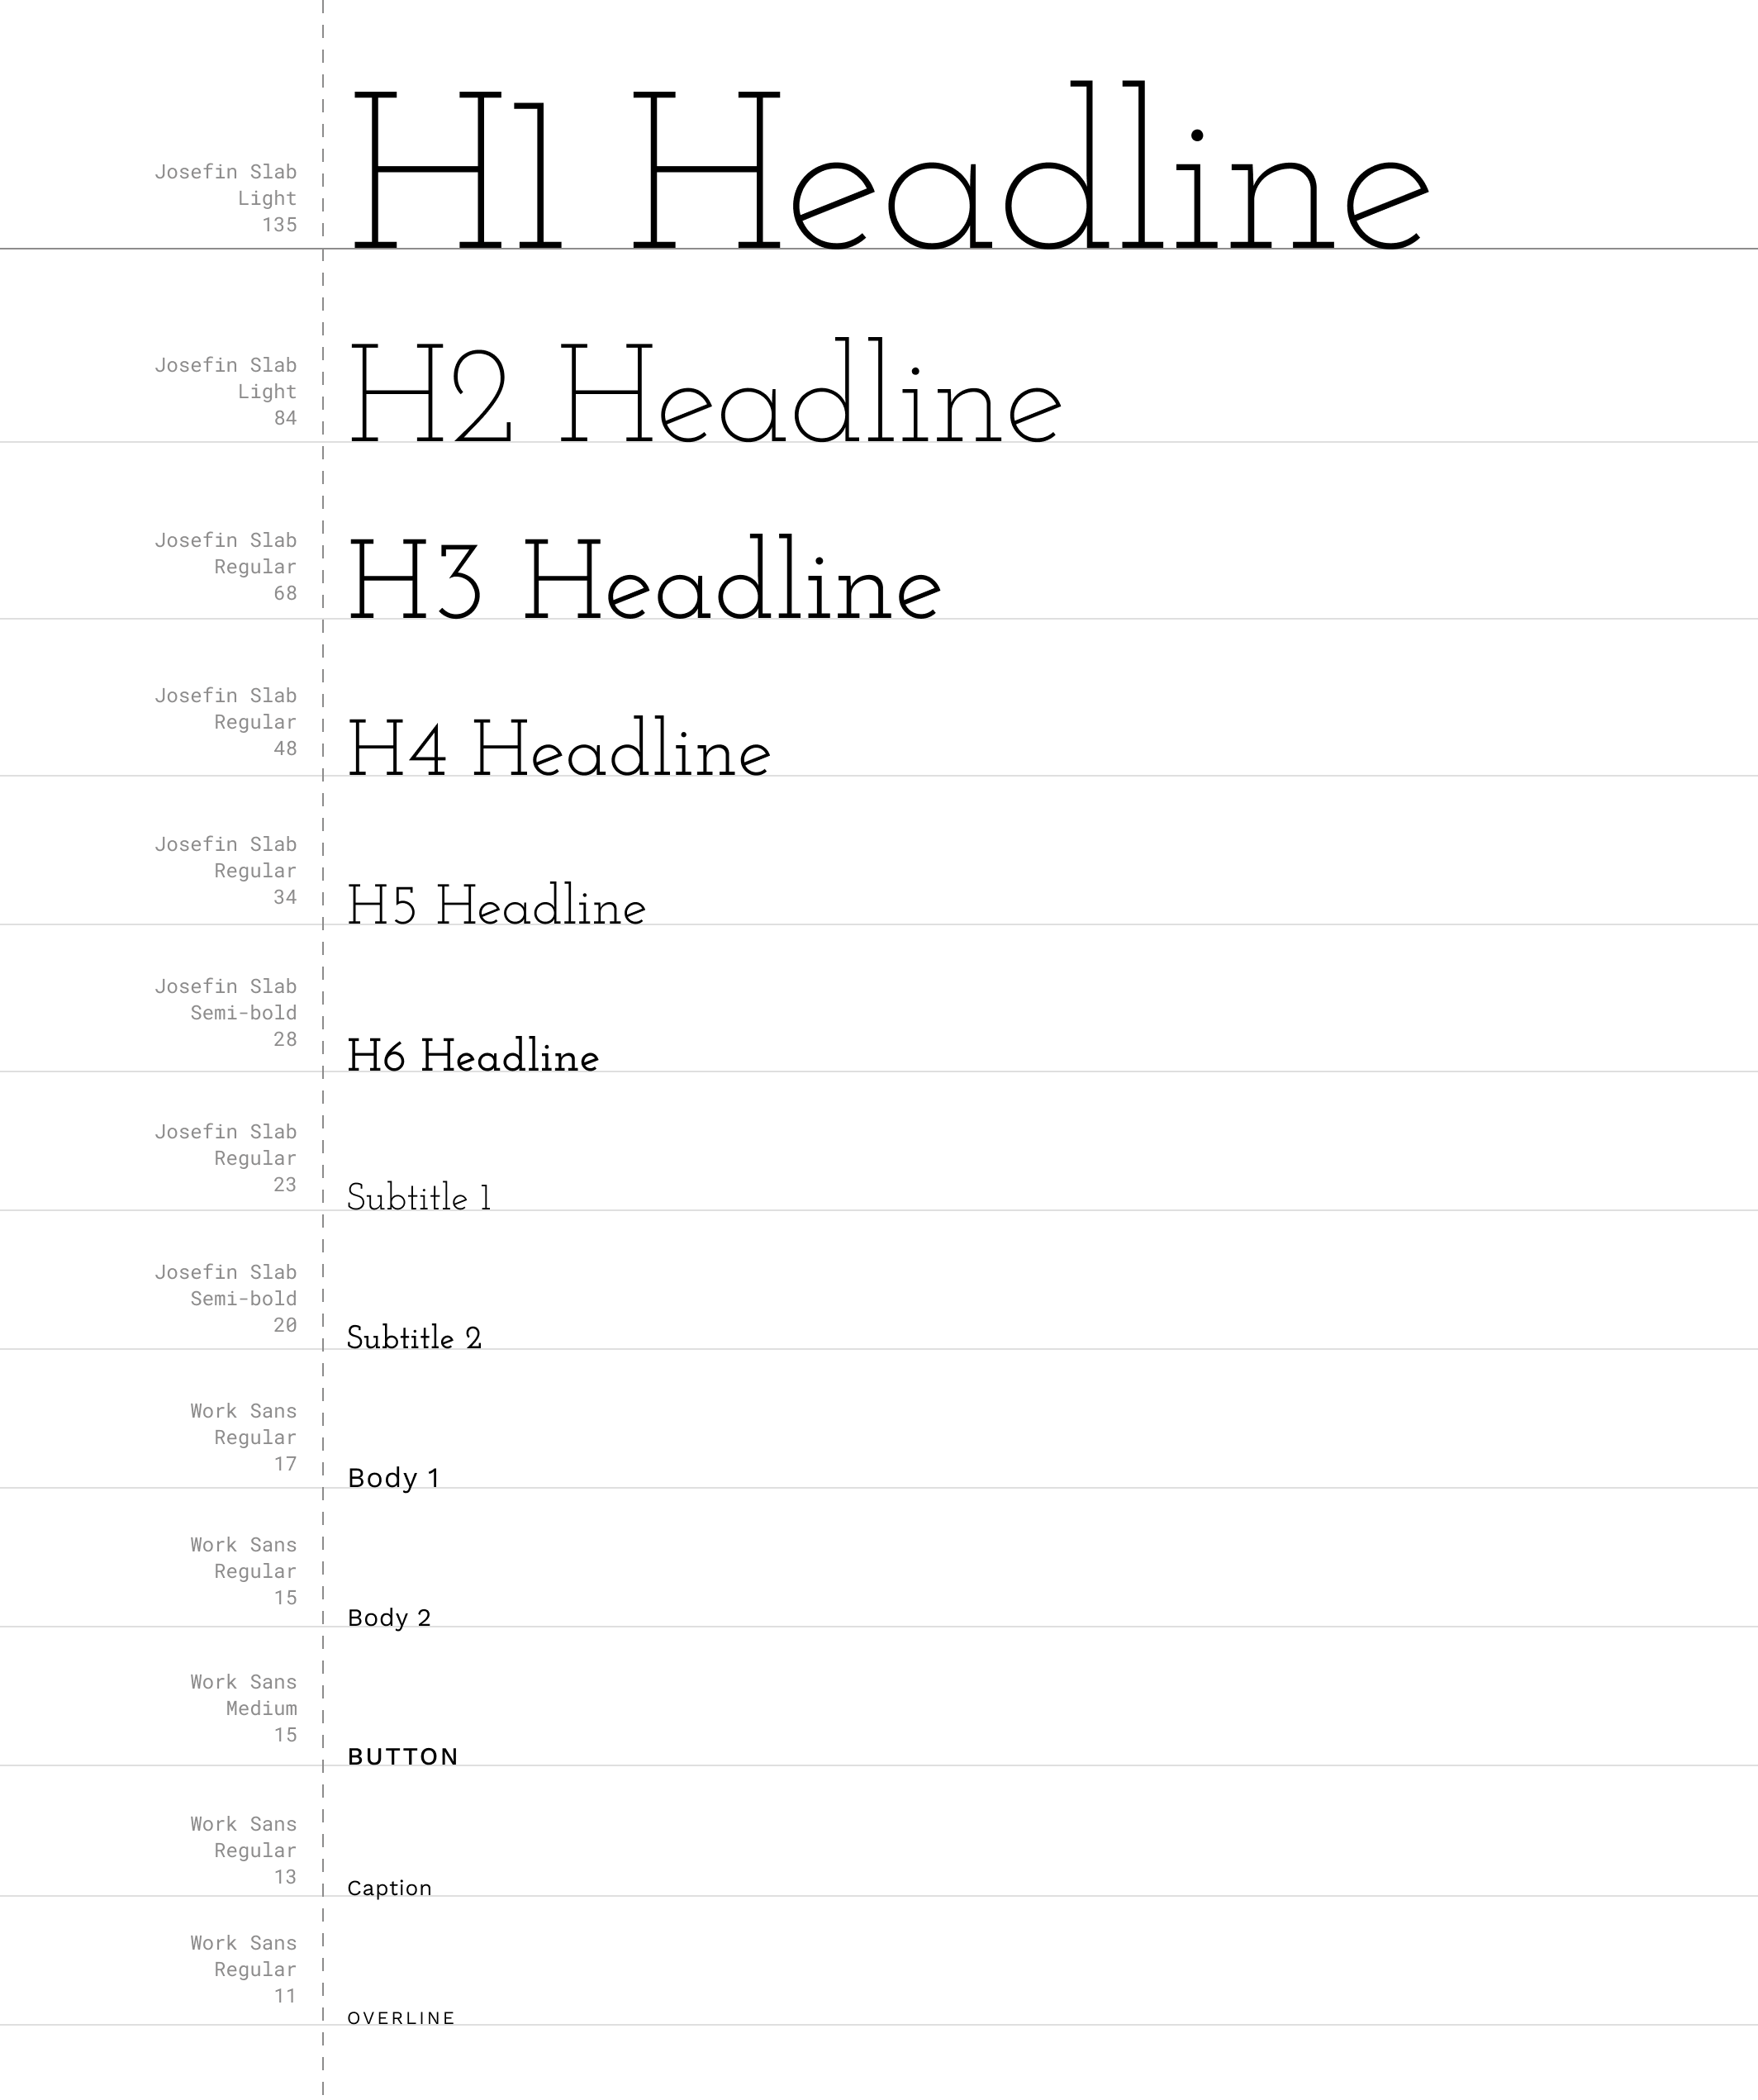 Josefin Slab
Light
135
H1 Headline
Josefin Slab
Light
84
H2 Headline
Josefin Slab
Regular
68
H3 Headline
Josefin Slab
Regular
48
H4 Headline
Josefin Slab
Regular
34
H5 Headline
Josefin Slab
Semi-bold
28
H6 Headline
Josefin Slab
Regular
23
Subtitle 1
Josefin Slab
Semi-bold
20
Subtitle 2
Work Sans
Regular
17
Body 1
Work Sans
Regular
15
Body 2
Work Sans
Medium
15
BUTTON
Work Sans
Regular
13
Caption
Work Sans
Regular
11
OVERLINE